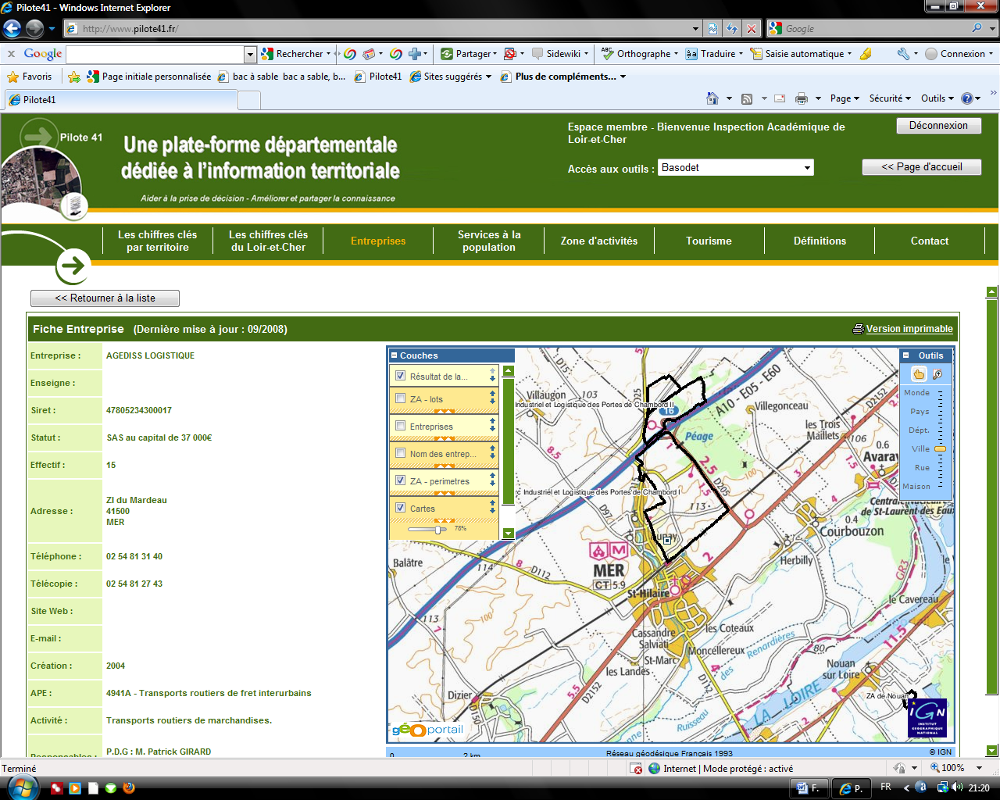 Pilote41 - Windows Internet Explorer
http://www.pilote41.fr/
Google
x Google Rechercher Partager Sidewiki Orthographe Traduire Saisie automatique Connexion
Favoris Page initiale personnalisée bac à sable bac a sable, b... Pilote41 Sites suggérés Plus de compléments...
Pilote41
Page Sécurité Outils
Pilote 41
Une plate-forme départementale
dédiée à l'information territoriale
Aider à la prise de décision - Améliorer et partager la connaissance
Espace membre - Bienvenue Inspection Académique de
Loir-et-Cher
Déconnexion
Accès aux outils : Basodet
<< Page d'accueil
Les chiffres clés
par territoire
Les chiffres clés
du Loir-et-Cher
Entreprises
Services à la
population
Zone d'activités
Tourisme
Définitions
Contact
<< Retourner à la liste
Fiche Entreprise (Dernière mise à jour : 09/2008)
Version imprimable
Entreprise : AGEDISS LOGISTIQUE
Enseigne :
Siret : 47805234300017
Statut : SAS au capital de 37 000€
Effectif : 15
Adresse : ZI du Mardeau
41500
MER
Téléphone : 02 54 81 31 40
Télécopie : 02 54 81 27 43
Site Web :
E-mail :
Création : 2004
APE : 4941A - Transports routiers de fret interurbains
Activité : Transports routiers de marchandises.
Responsables : P.D.G : M. Patrick GIRARD
Couches
Résultat de la...
ZA - lots
Entreprises
Nom des entrep...
ZA - perimetres
Cartes
78%
Outils
Monde
Pays
Dépt.
Ville
Rue
Maison
D15
Villaugon
103
Industriel et Logistique des Portes de Chambord II
16
A10 - E05 - E60
Villegonceau
Péage
les Trois
Maillets
0.6
Avaray
8.5
2.5
1.5
D205
1
D15
rc Industriel et Logistique des Portes de Chambord I
D97
113
Centrale
de St-Laurent des Eaux
0.4
Courbouzon
Aunay
Herbilly
GR3
Balâtre
8
D112
114
MER
CT 5.9
2
St-Hilaire
le Cavereau
113
100
Cassandre
Salviati
les Coteaux
Moncéllereux
Renardières
80
11.5
St-Marc
les Landes
4
des
Nouan
sur Loire
5.5
D2152
D112
Dizier
D150
LA LOIRE
ZA de Nouan
Ruisseau
géoportail
IGN
INSTITUT
GEOGRAPHIQUE
NATIONAL
0 2 km
Réseau géodésique Français 1993
© IGN
Terminé
Internet | Mode protégé : activé
100%
F.
P.
FR
21:20